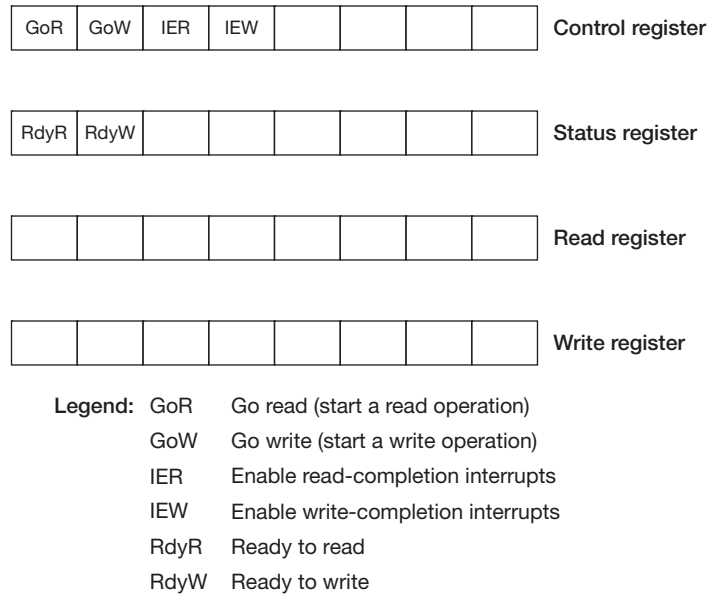 GoR GoW IER IEW Control register
RdyR RdyW Status register
Read register
Write register
Legend: GoR Go read (start a read operation)
GoW Go write (start a write operation)
IER Enable read-completion interrupts
IEW Enable write-completion interrupts
RdyR Ready to read
RdyW Ready to write